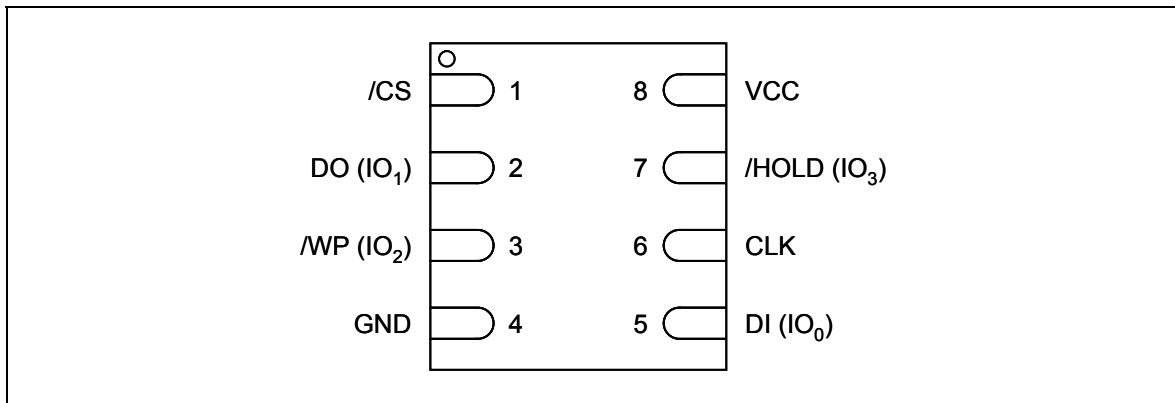 /CS 1 8 VCC
DO (IO₁) 2 7 /HOLD (IO₃)
/WP (IO₂) 3 6 CLK
GND 4 5 DI (IO₀)